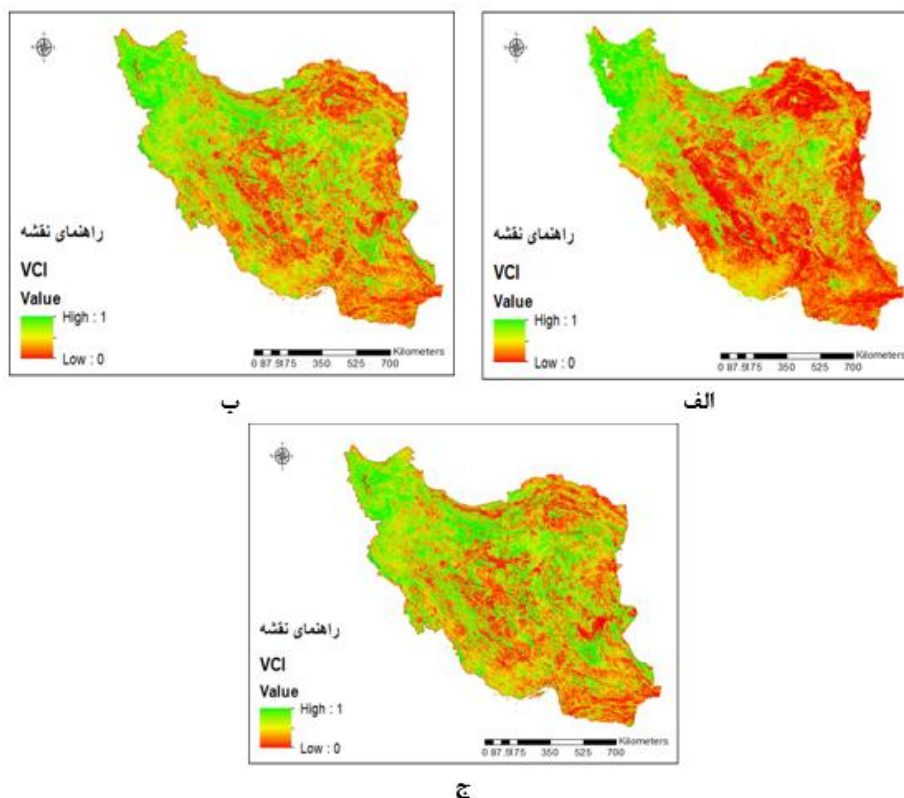 راهنمای نقشه
VCI
Value
High : 1
Low : 0
Kilometers
0 87.5175 350 525 700
الف
راهنمای نقشه
VCI
Value
High : 1
Low : 0
Kilometers
0 87.5175 350 525 700
ب
راهنمای نقشه
VCI
Value
High : 1
Low : 0
Kilometers
0 87.5175 350 525 700
ج